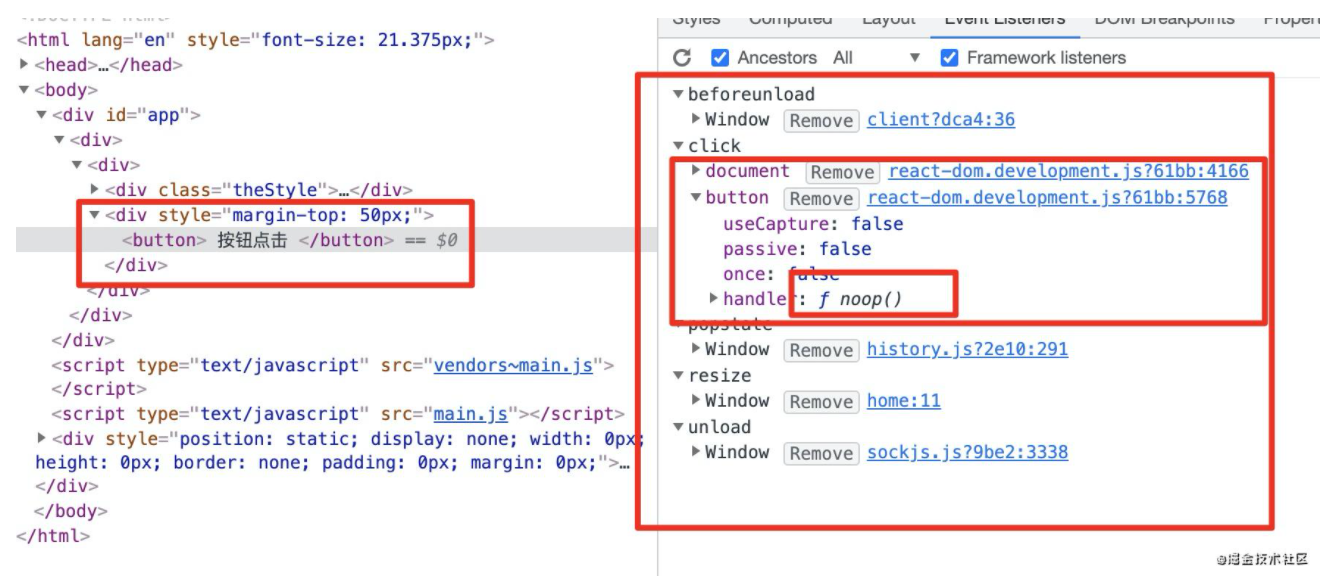 <!DOCTYPE html>
<html lang="en" style="font-size: 21.375px;">
▶<head>…</head>
▼<body>
▼<div id="app">
▼<div>
▼<div>
▶<div class="theStyle">…</div>
▼<div style="margin-top: 50px;">
<button> 按钮点击 </button> == $0
</div>
</div>
</div>
</div>
<script type="text/javascript" src="vendors~main.js">
</script>
<script type="text/javascript" src="main.js"></script>
▶<div style="position: static; display: none; width: 0px;
height: 0px; border: none; padding: 0px; margin: 0px;">…
</div>
</body>
</html>
Styles Computed Layout Event Listeners DOM Breakpoints Propert
Ancestors All ▼ Framework listeners
▼beforeunload
▶Window Remove client?dca4:36
▼click
▶document Remove react-dom.development.js?61bb:4166
▼button Remove react-dom.development.js?61bb:5768
useCapture: false
passive: false
once: false
▶handler: ƒ noop()
▼popstate
▶Window Remove history.js?2e10:291
▼resize
▶Window Remove home:11
▼unload
▶Window Remove sockjs.js?9be2:3338
@掘金技术社区